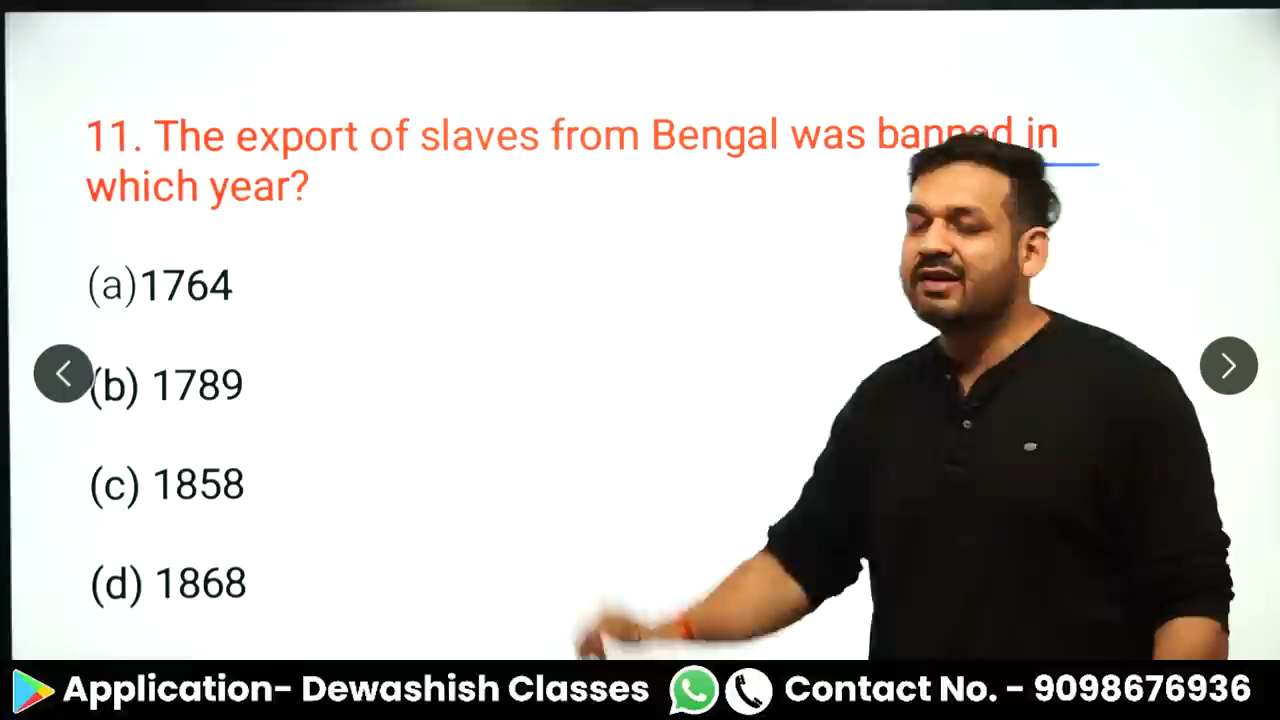 11. The export of slaves from Bengal was banned in
which year?
(a)1764
(b) 1789
(c) 1858
(d) 1868
Application- Dewashish Classes Contact No. - 9098676936